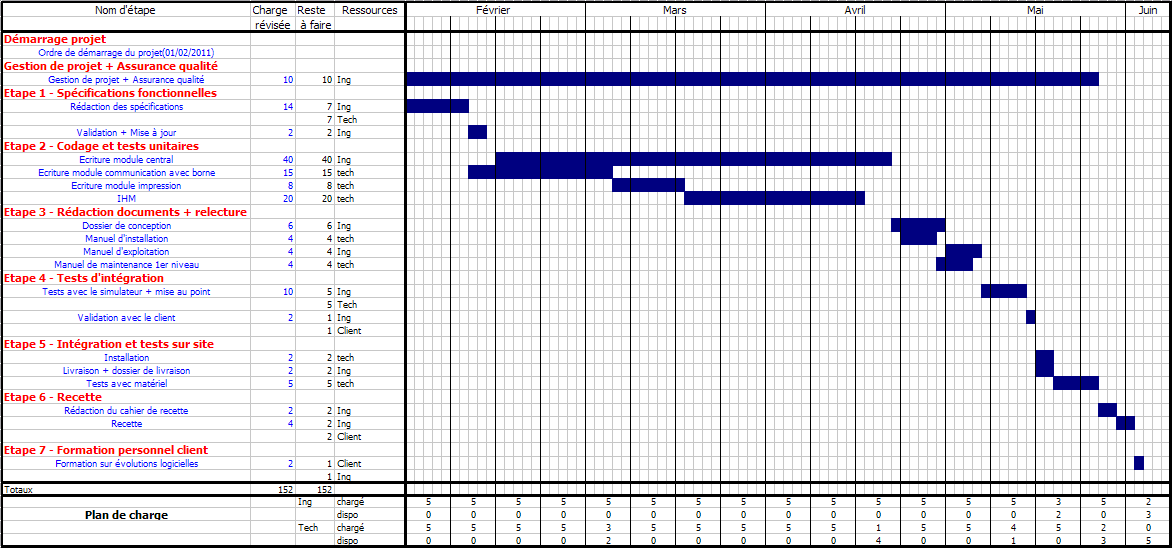 Nom d'étape Charge Reste Ressources Février Mars Avril Mai Juin
révisée à faire
Démarrage projet
Ordre de démarrage du projet(01/02/2011)
Gestion de projet + Assurance qualité
Gestion de projet + Assurance qualité 10 10 Ing
Etape 1 - Spécifications fonctionnelles
Rédaction des spécifications 14 7 Ing
7 Tech
Validation + Mise à jour 2 2 Ing
Etape 2 - Codage et tests unitaires
Ecriture module central 40 40 Ing
Ecriture module communication avec borne 15 15 tech
Ecriture module impression 8 8 tech
IHM 20 20 tech
Etape 3 - Rédaction documents + relecture
Dossier de conception 6 6 Ing
Manuel d'installation 4 4 tech
Manuel d'exploitation 4 4 Ing
Manuel de maintenance 1er niveau 4 4 tech
Etape 4 - Tests d'intégration
Tests avec le simulateur + mise au point 10 5 Ing
5 Tech
Validation avec le client 2 1 Ing
1 Client
Etape 5 - Intégration et tests sur site
Installation 2 2 tech
Livraison + dossier de livraison 2 2 Ing
Tests avec matériel 5 5 tech
Etape 6 - Recette
Rédaction du cahier de recette 2 2 Ing
Recette 4 2 Ing
2 Client
Etape 7 - Formation personnel client
Formation sur évolutions logicielles 2 1 Client
1 Ing
Totaux 152 152
Ing chargé 5 5 5 5 5 5 5 5 5 5 5 5 5 5 3 5 2
Plan de charge dispo 0 0 0 0 0 0 0 0 0 0 0 0 0 0 2 0 3
Tech chargé 5 5 5 5 3 5 5 5 5 5 1 5 5 4 5 2 0
dispo 0 0 0 0 2 0 0 0 0 0 4 0 0 1 0 3 5